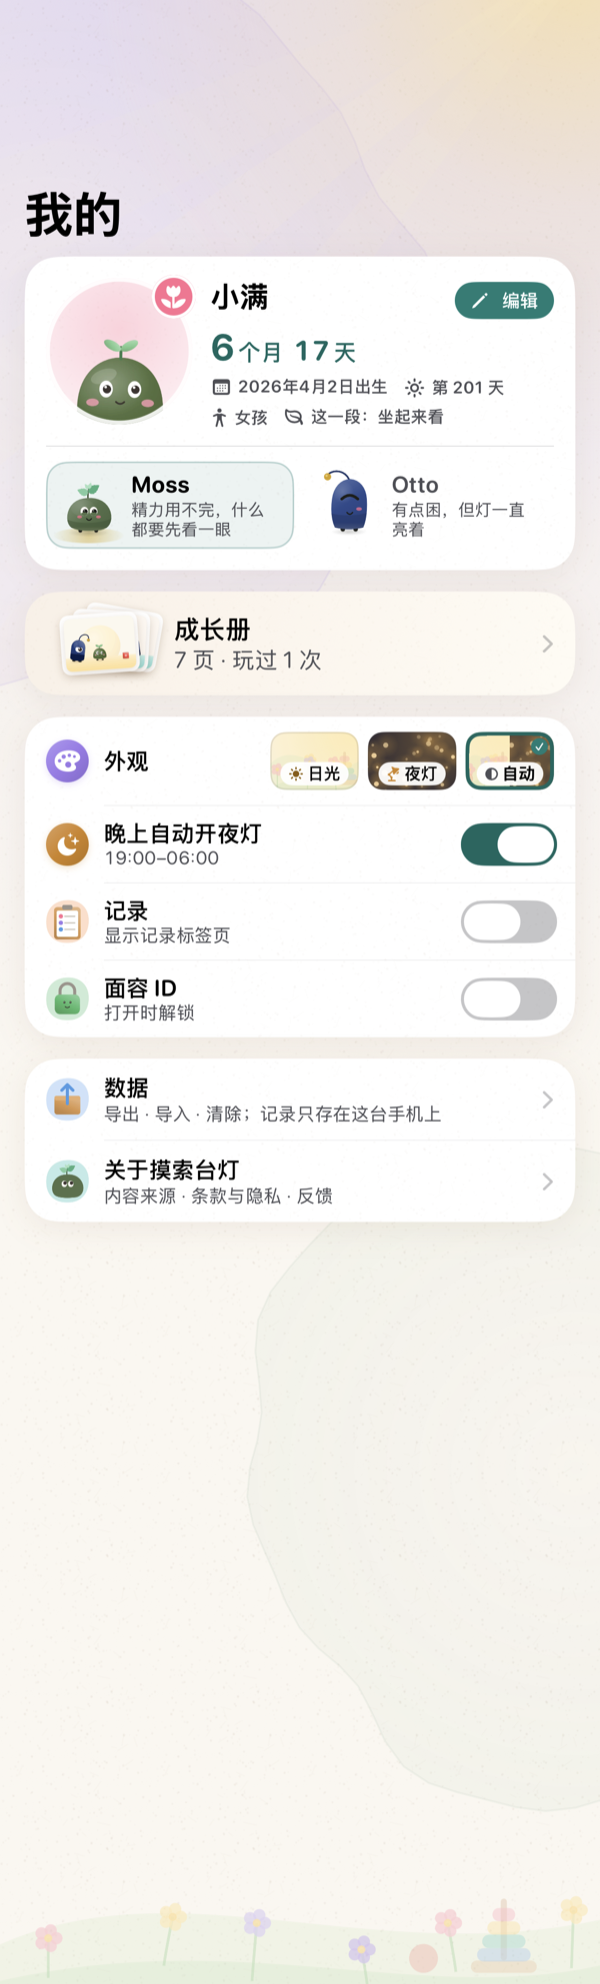 我的
小满
编辑
6个月 17天
2026年4月2日出生 第 201 天
女孩 这一段：坐起来看
Moss
精力用不完，什么
都要先看一眼
Otto
有点困，但灯一直
亮着
成长册
7 页 · 玩过 1 次
外观
日光
夜灯
自动
晚上自动开夜灯
19:00–06:00
记录
显示记录标签页
面容 ID
打开时解锁
数据
导出 · 导入 · 清除；记录只存在这台手机上
关于摸索台灯
内容来源 · 条款与隐私 · 反馈